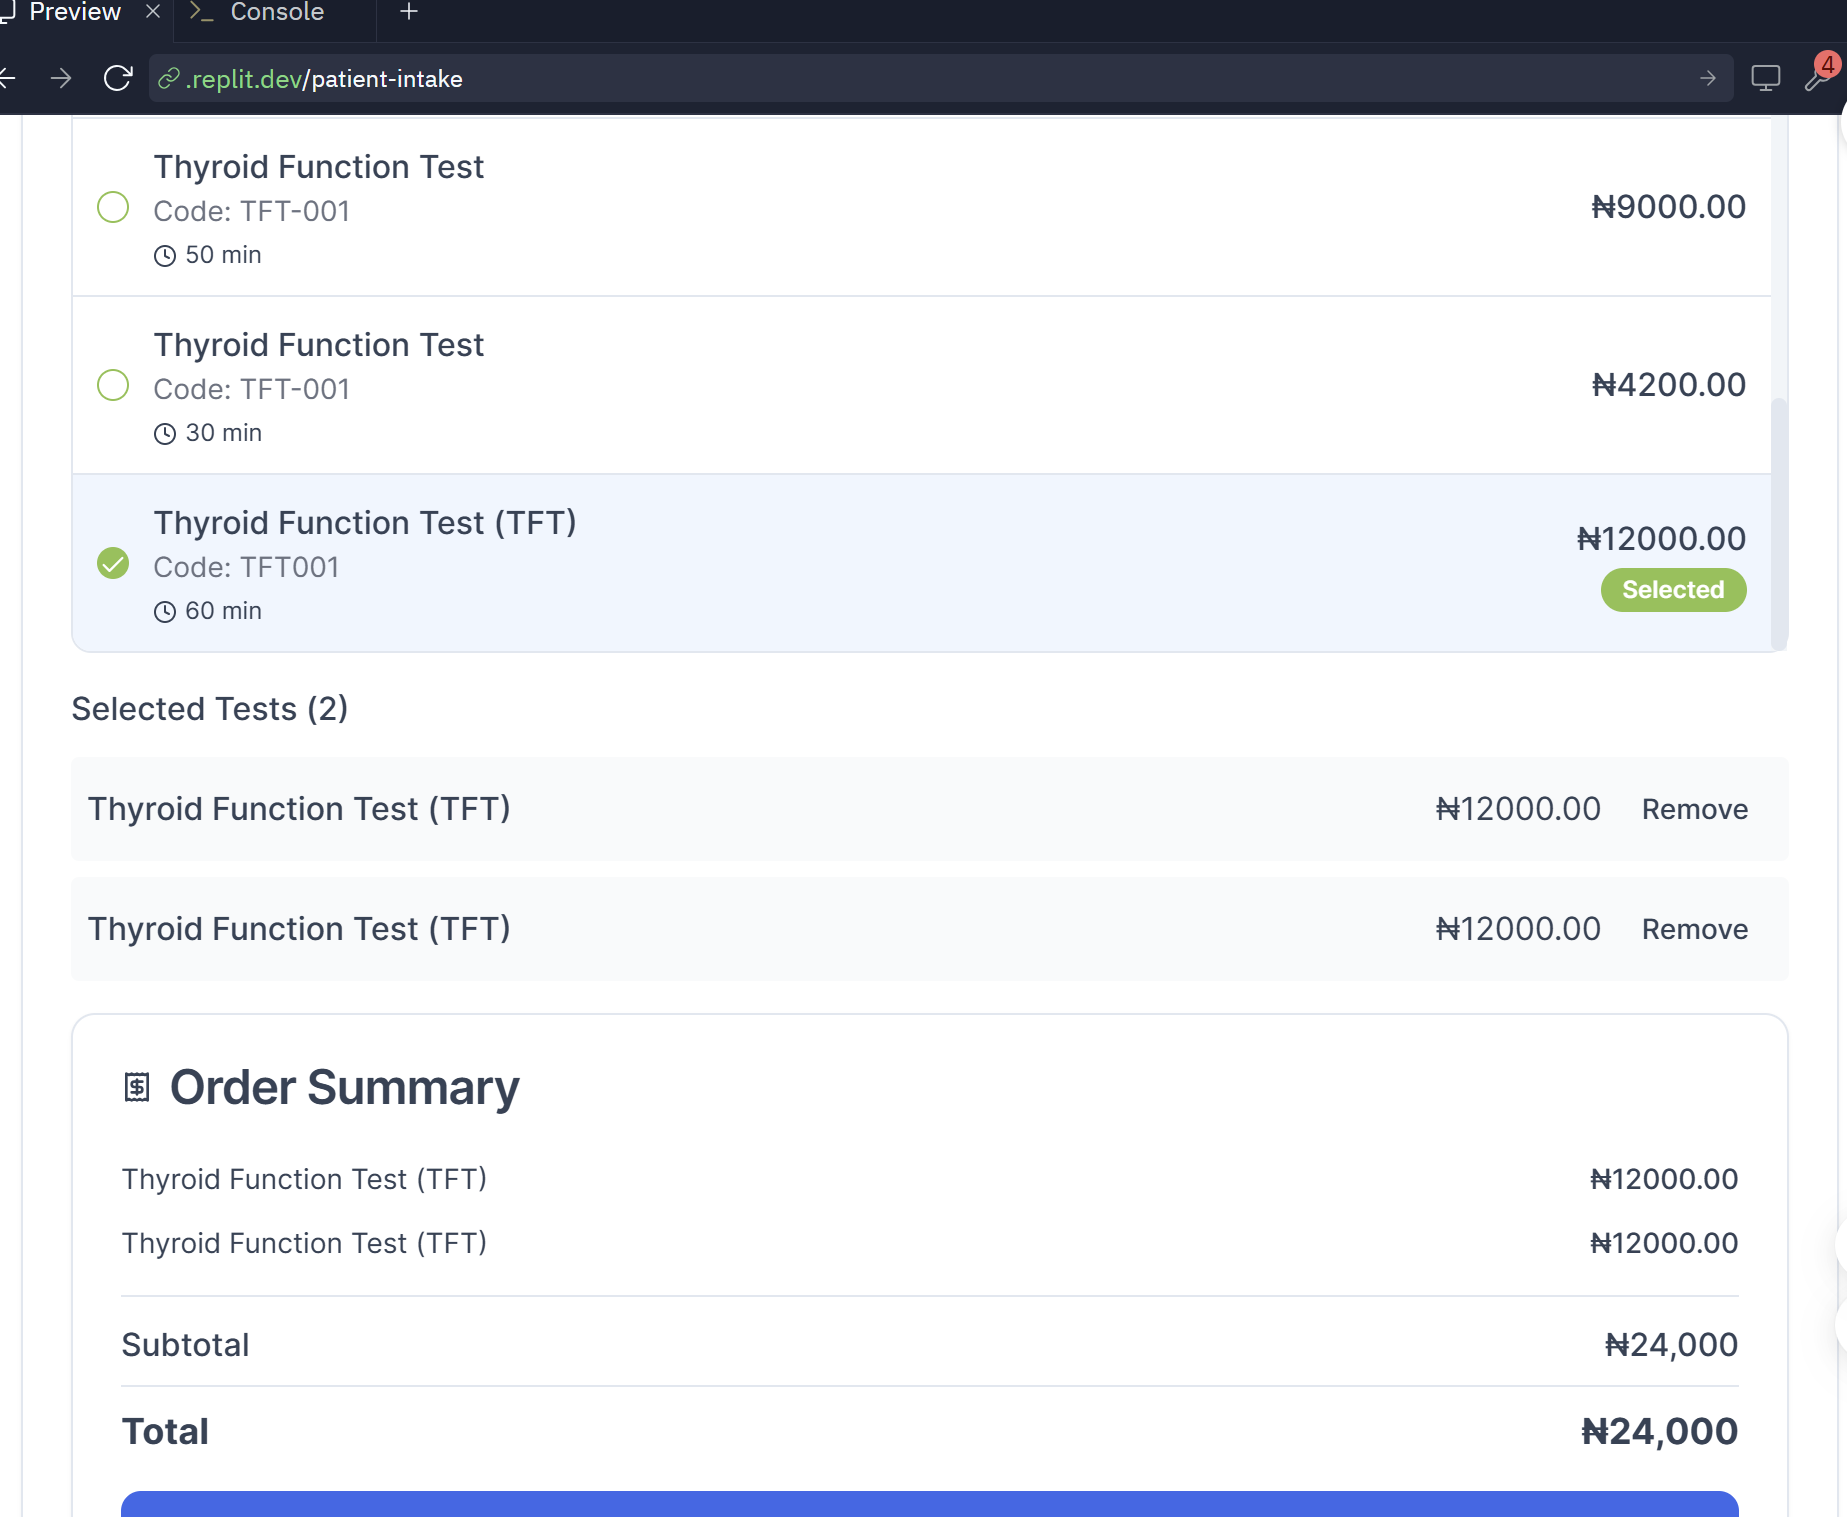 Preview
Console
.replit.dev/patient-intake
4
Thyroid Function Test
Code: TFT-001
₦9000.00
50 min
Thyroid Function Test
Code: TFT-001
₦4200.00
30 min
Thyroid Function Test (TFT)
₦12000.00
Code: TFT001
Selected
60 min
Selected Tests (2)
Thyroid Function Test (TFT) ₦12000.00 Remove
Thyroid Function Test (TFT) ₦12000.00 Remove
Order Summary
Thyroid Function Test (TFT) ₦12000.00
Thyroid Function Test (TFT) ₦12000.00
Subtotal ₦24,000
Total ₦24,000